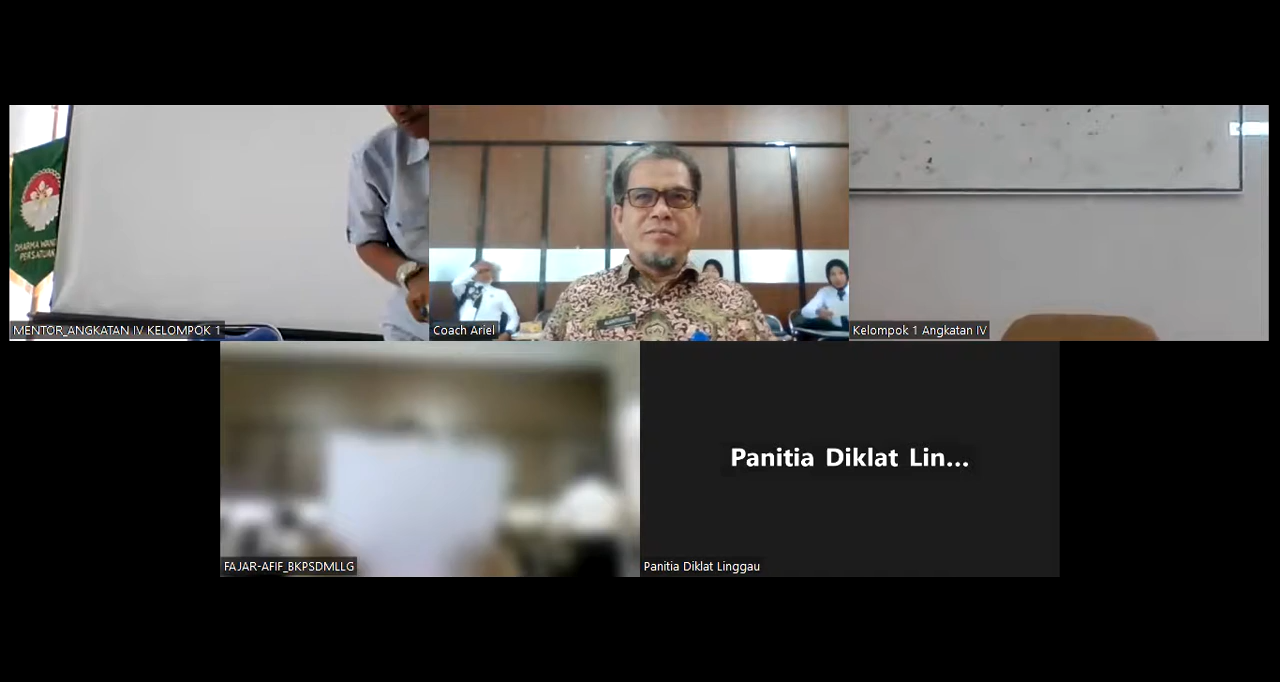 DHARMA WAN
PERSATUAN
MENTOR_ANGKATAN IV KELOMPOK 1
Coach Ariel
Kelompok 1 Angkatan IV
FAJAR-AFIF_BKPSDMLLG
Panitia Diklat Lin...
Panitia Diklat Linggau